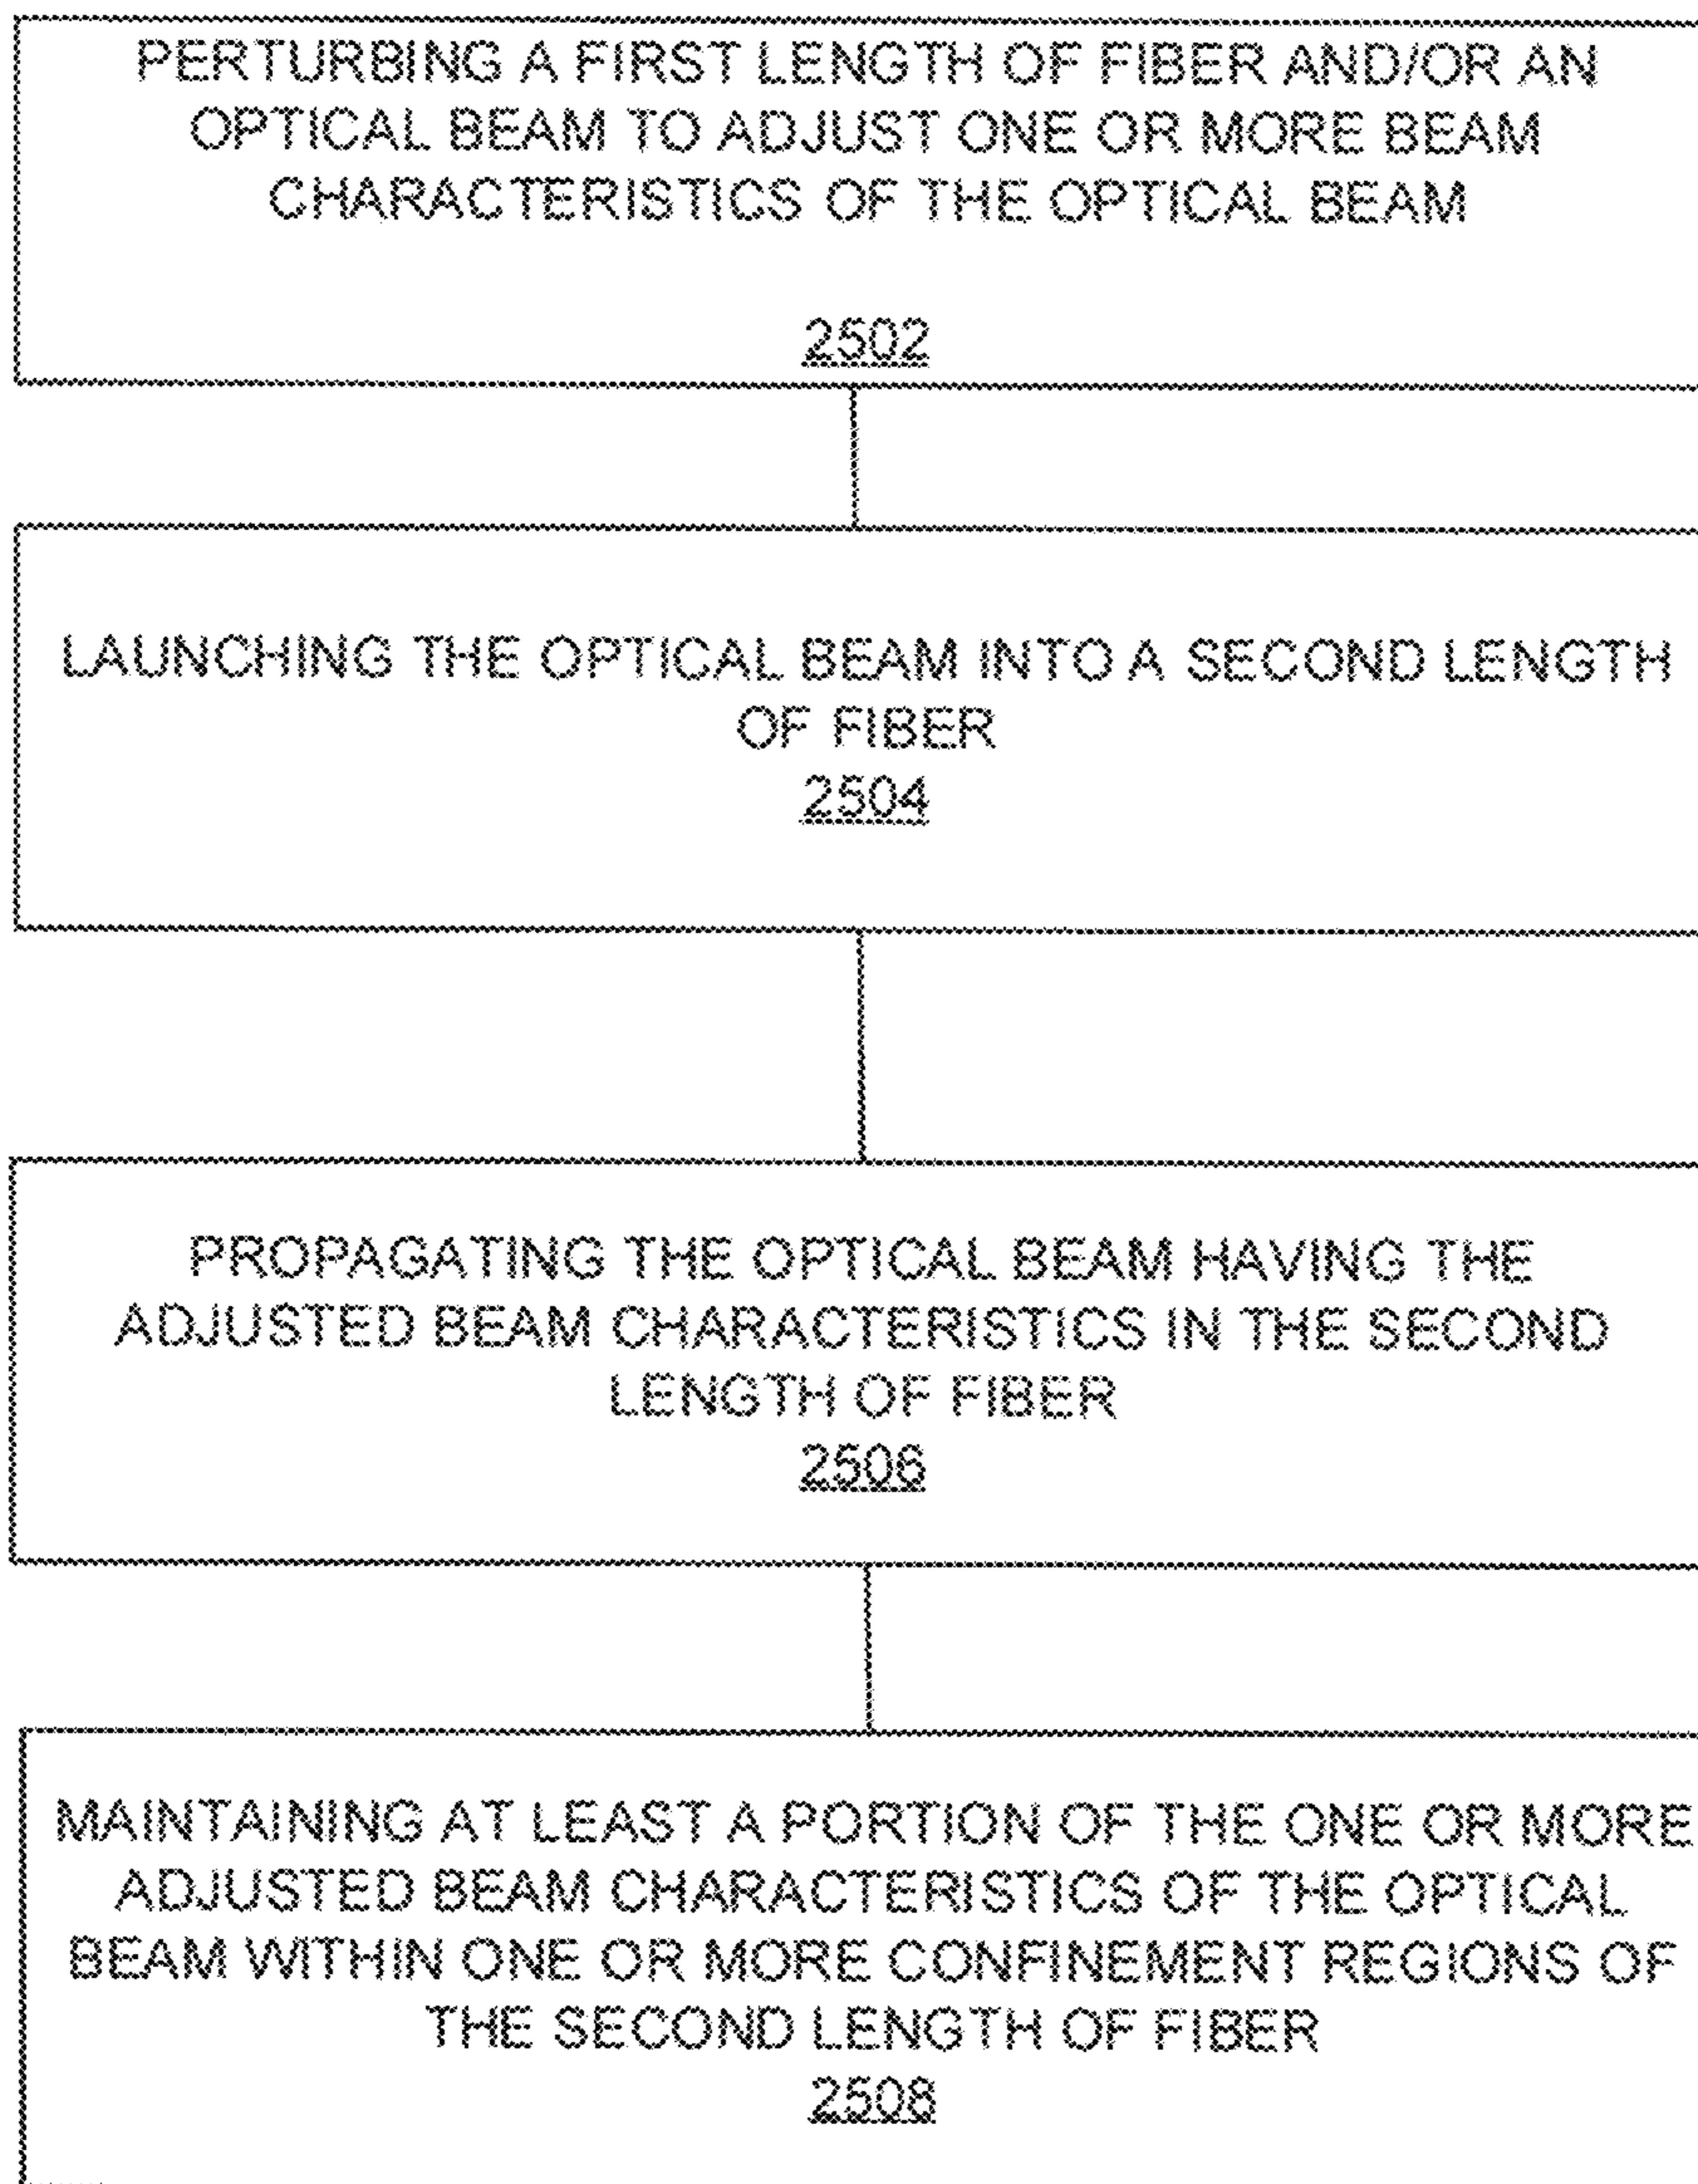 PERTURBING A FIRST LENGTH OF FIBER AND/OR AN
OPTICAL BEAM TO ADJUST ONE OR MORE BEAM
CHARACTERISTICS OF THE OPTICAL BEAM
2502
LAUNCHING THE OPTICAL BEAM INTO A SECOND LENGTH
OF FIBER
2504
PROPAGATING THE OPTICAL BEAM HAVING THE
ADJUSTED BEAM CHARACTERISTICS IN THE SECOND
LENGTH OF FIBER
2506
MAINTAINING AT LEAST A PORTION OF THE ONE OR MORE
ADJUSTED BEAM CHARACTERISTICS OF THE OPTICAL
BEAM WITHIN ONE OR MORE CONFINEMENT REGIONS OF
THE SECOND LENGTH OF FIBER
2508